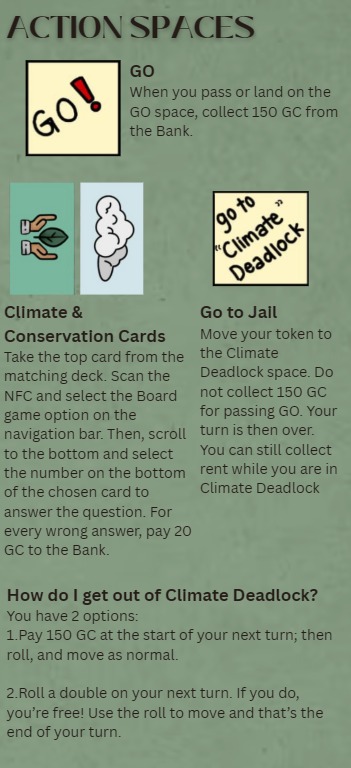 ACTION SPACES
GO!
GO
When you pass or land on the
GO space, collect 150 GC from
the Bank.
go to
"Climate"
Deadlock
Climate &
Conservation Cards
Take the top card from the
matching deck. Scan the
NFC and select the Board
game option on the
navigation bar. Then, scroll
to the bottom and select
the number on the bottom
of the chosen card to
answer the question. For
every wrong answer, pay 20
GC to the Bank.
Go to Jail
Move your token to
the Climate
Deadlock space. Do
not collect 150 GC
for passing GO. Your
turn is then over.
You can still collect
rent while you are in
Climate Deadlock
How do I get out of Climate Deadlock?
You have 2 options:
1.Pay 150 GC at the start of your next turn; then
roll, and move as normal.
2.Roll a double on your next turn. If you do,
you're free! Use the roll to move and that's the
end of your turn.